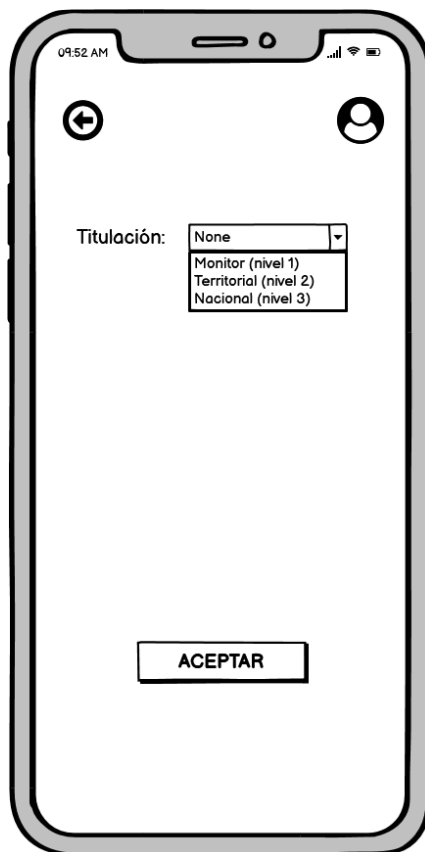 09:52 AM
Titulación: None
Monitor (nivel 1)
Territorial (nivel 2)
Nacional (nivel 3)
ACEPTAR